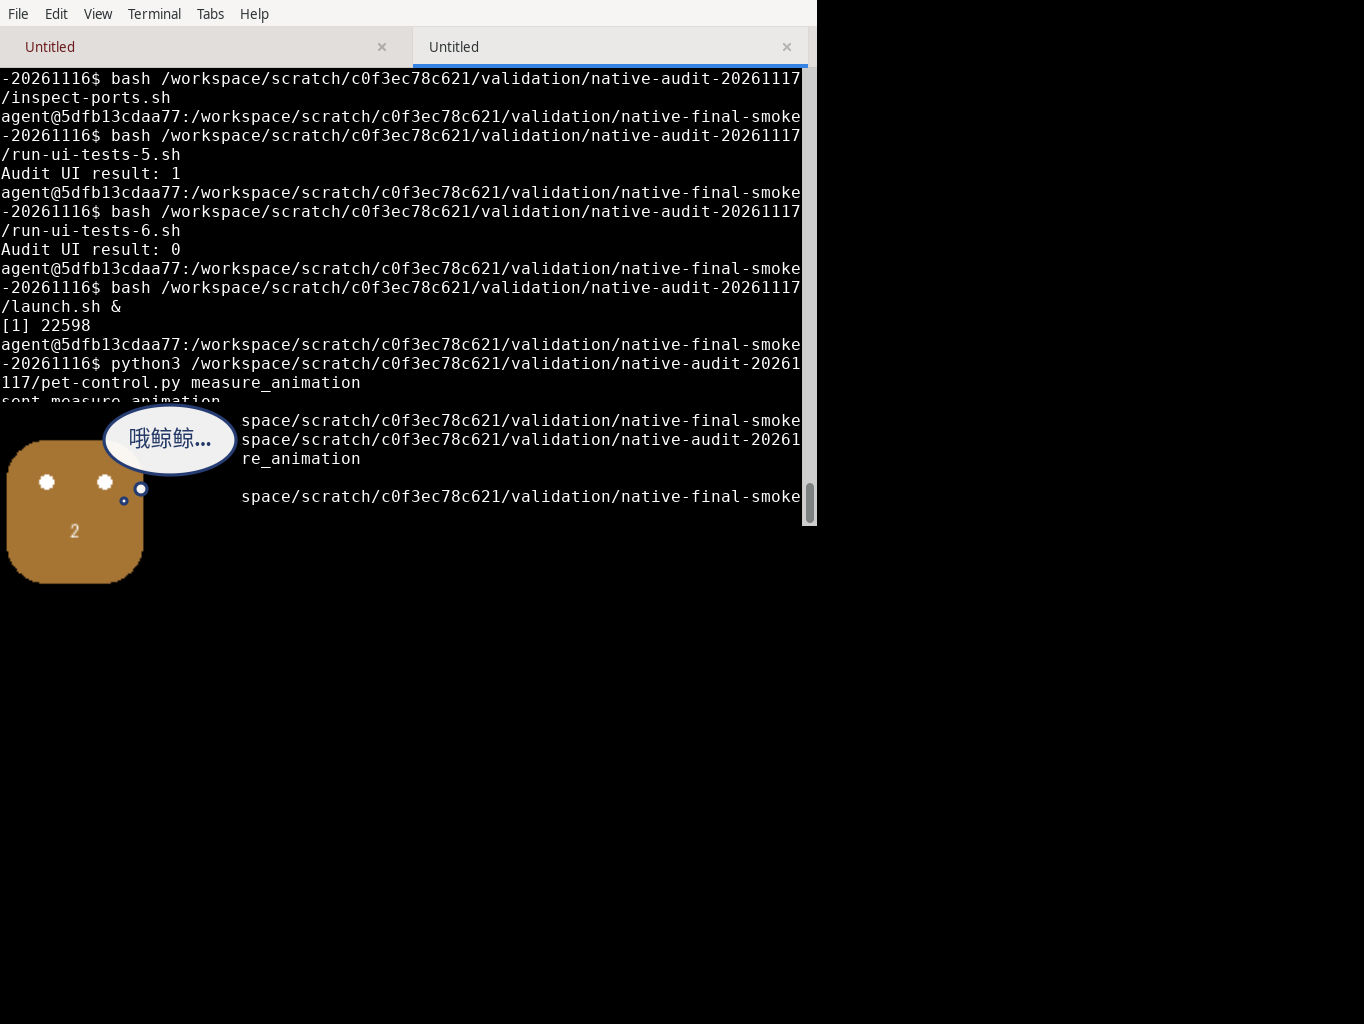 File Edit View Terminal Tabs Help
Untitled × Untitled ×
-20261116$ bash /workspace/scratch/c0f3ec78c621/validation/native-audit-20261117
/inspect-ports.sh
agent@5dfb13cdaa77:/workspace/scratch/c0f3ec78c621/validation/native-final-smoke
-20261116$ bash /workspace/scratch/c0f3ec78c621/validation/native-audit-20261117
/run-ui-tests-5.sh
Audit UI result: 1
agent@5dfb13cdaa77:/workspace/scratch/c0f3ec78c621/validation/native-final-smoke
-20261116$ bash /workspace/scratch/c0f3ec78c621/validation/native-audit-20261117
/run-ui-tests-6.sh
Audit UI result: 0
agent@5dfb13cdaa77:/workspace/scratch/c0f3ec78c621/validation/native-final-smoke
-20261116$ bash /workspace/scratch/c0f3ec78c621/validation/native-audit-20261117
/launch.sh &
[1] 22598
agent@5dfb13cdaa77:/workspace/scratch/c0f3ec78c621/validation/native-final-smoke
-20261116$ python3 /workspace/scratch/c0f3ec78c621/validation/native-audit-20261
117/pet-control.py measure_animation
sent measure_animation
space/scratch/c0f3ec78c621/validation/native-final-smoke
哦鲸鲸...
space/scratch/c0f3ec78c621/validation/native-audit-20261
re_animation
space/scratch/c0f3ec78c621/validation/native-final-smoke
2